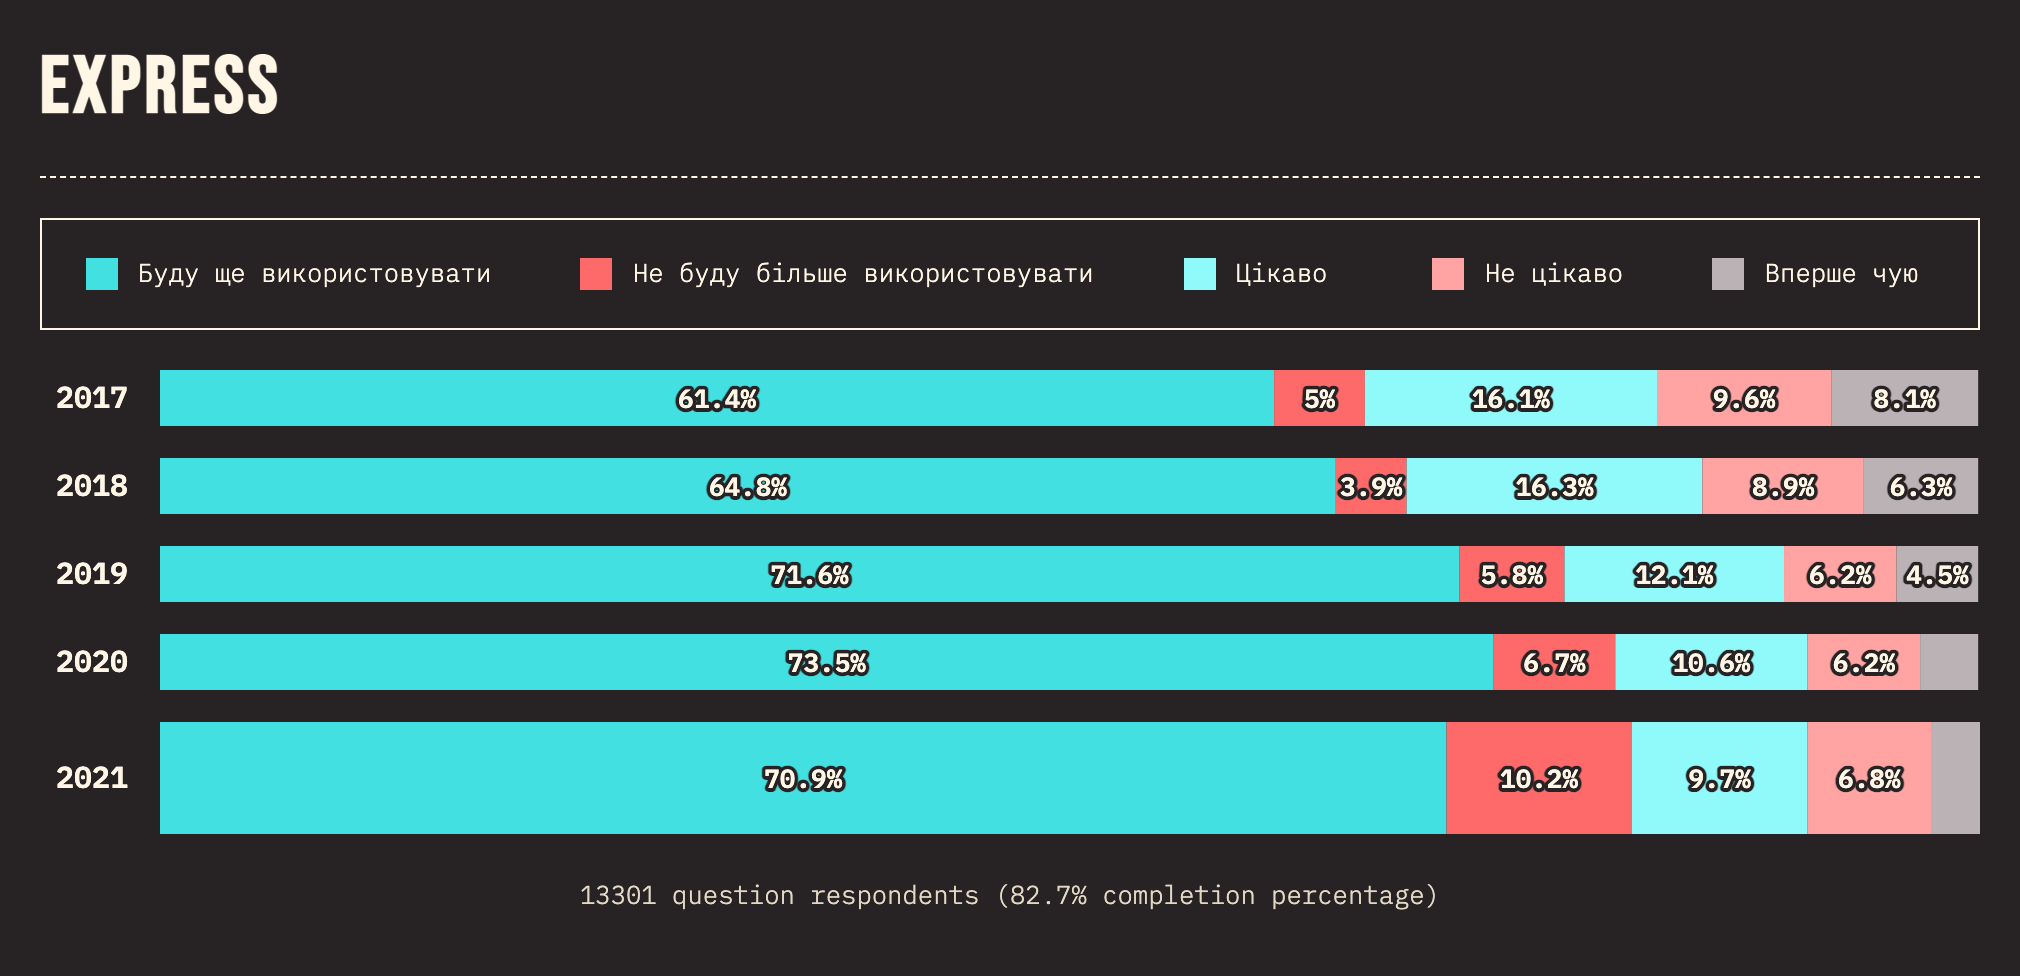 EXPRESS
Буду ще використовувати Не буду більше використовувати Цікаво Не цікаво Вперше чую
2017 61.4% 5% 16.1% 9.6% 8.1%
2018 64.8% 3.9% 16.3% 8.9% 6.3%
2019 71.6% 5.8% 12.1% 6.2% 4.5%
2020 73.5% 6.7% 10.6% 6.2%
2021 70.9% 10.2% 9.7% 6.8%
13301 question respondents (82.7% completion percentage)